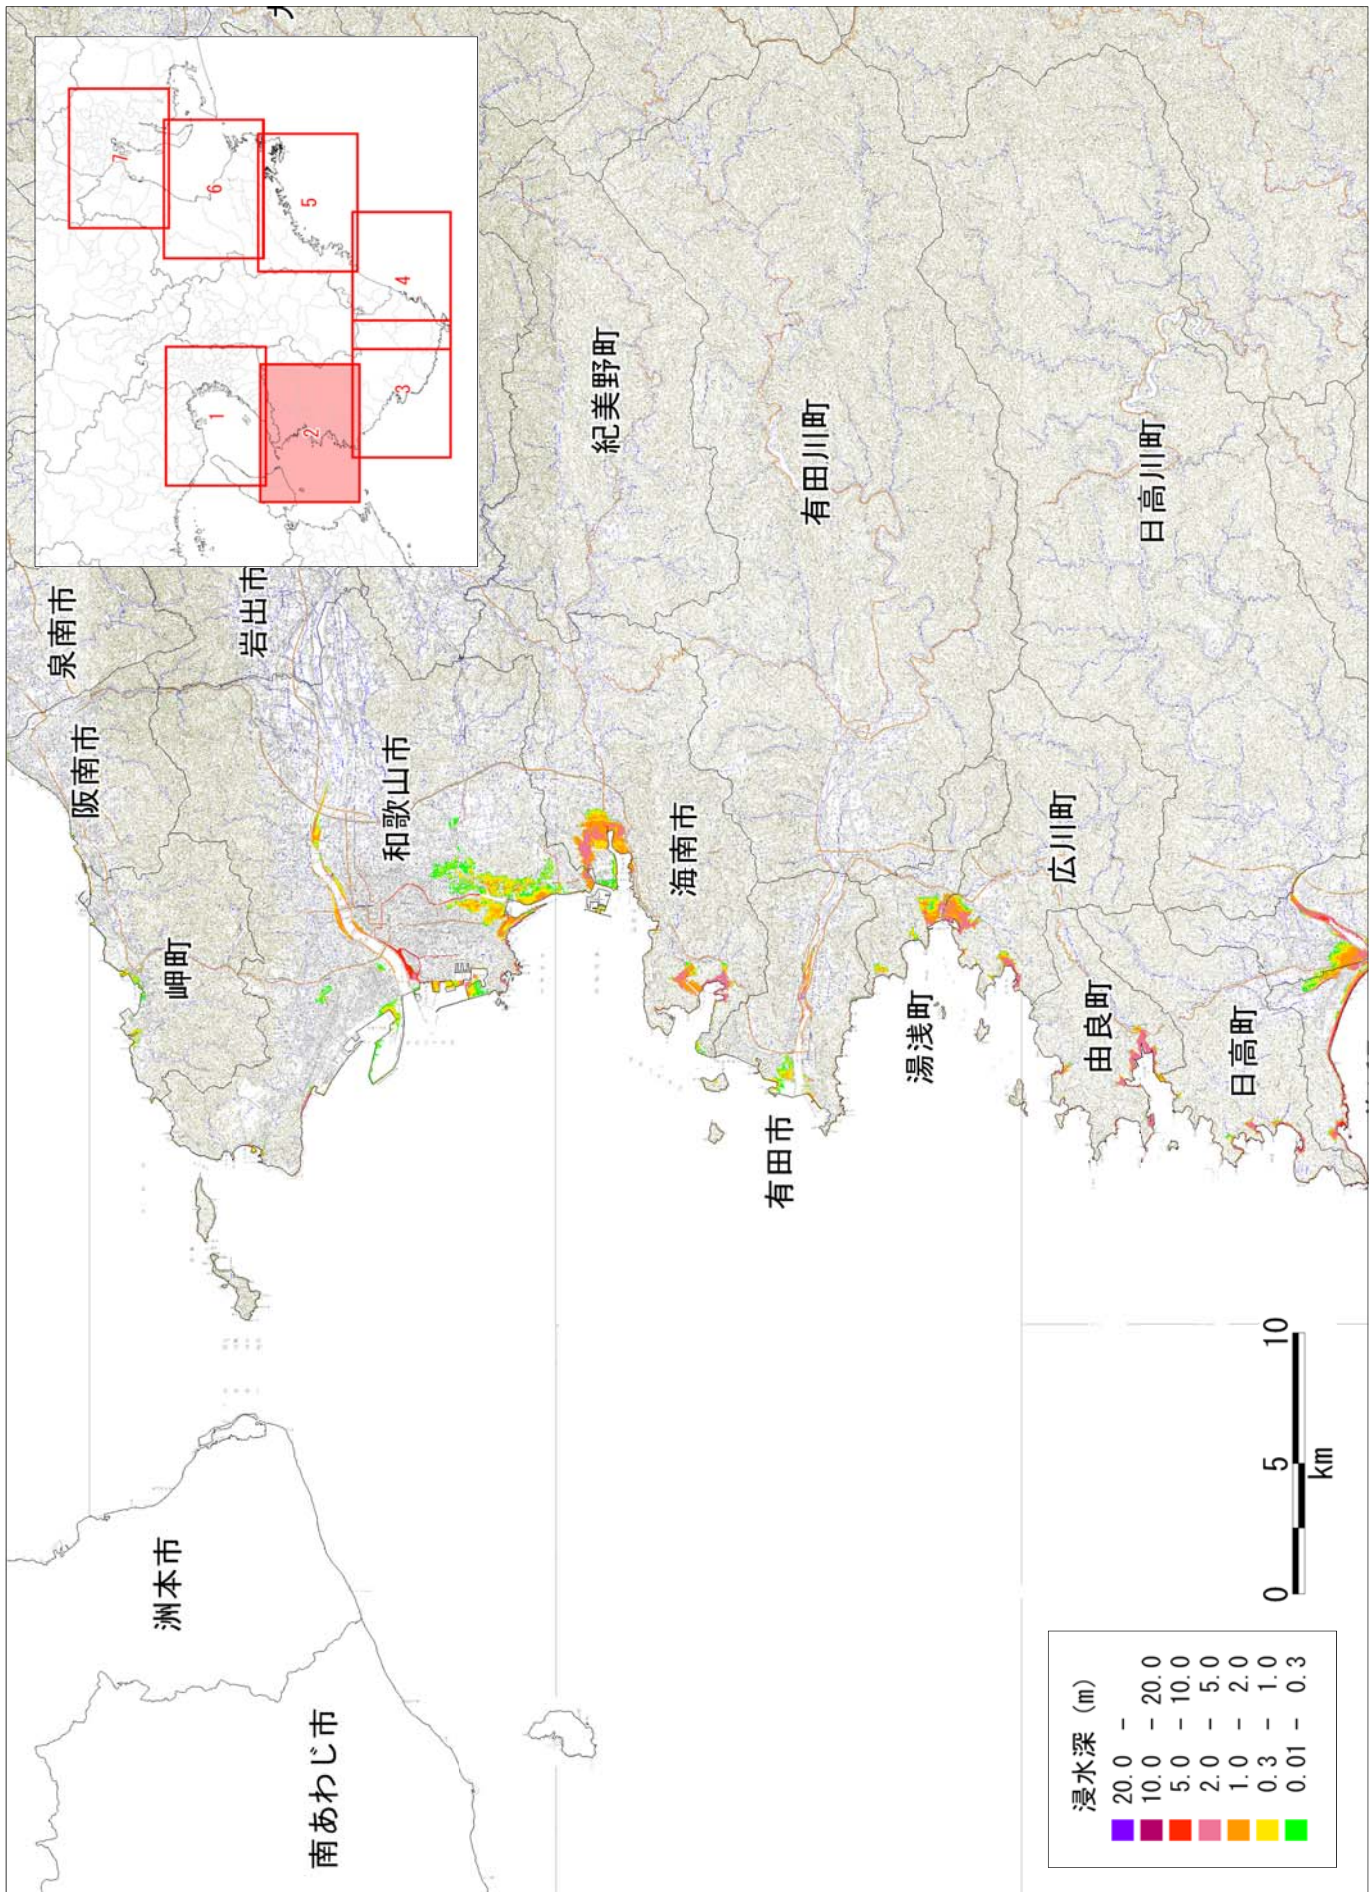 7
6
5
4
3
2
1
泉南市
阪南市
岬町
岩出市
和歌山市
紀美野町
海南市
有田川町
有田市
湯浅町
広川町
由良町
日高町
日高川町
洲本市
南あわじ市
0 5 10
km
浸水深 (m)
20.0 -
10.0 - 20.0
5.0 - 10.0
2.0 - 5.0
1.0 - 2.0
0.3 - 1.0
0.01 - 0.3